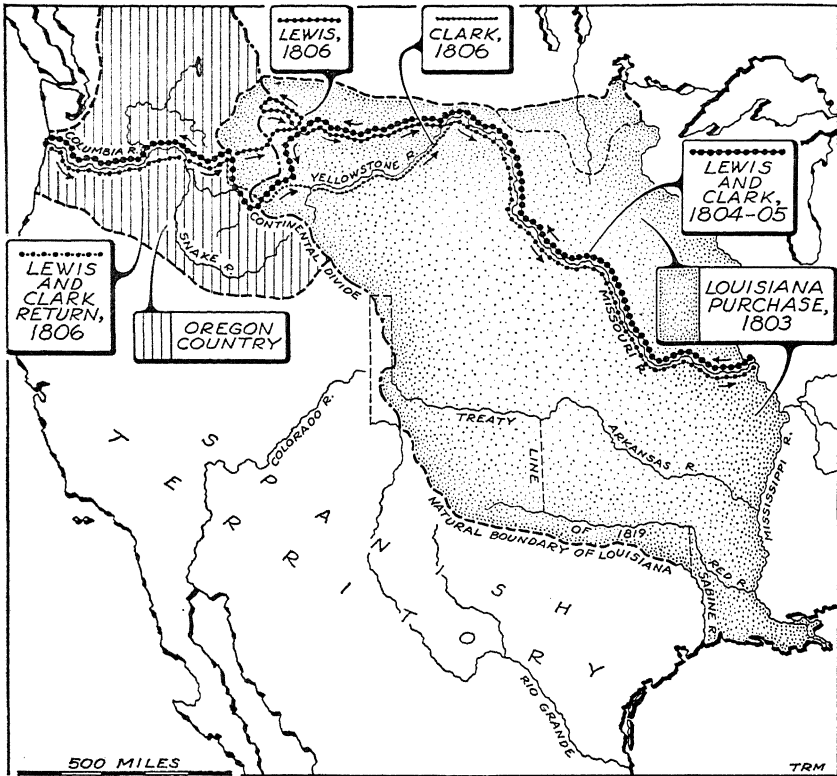 LEWIS,
1806
CLARK,
1806
COLUMBIA R.
YELLOWSTONE R.
LEWIS
AND
CLARK,
1804-05
CONTINENTAL DIVIDE
SNAKE R.
LEWIS
AND
CLARK
RETURN,
1806
OREGON
COUNTRY
MISSOURI R.
LOUISIANA
PURCHASE,
1803
COLORADO R.
TREATY
LINE
OF 1819
ARKANSAS R.
MISSISSIPPI R.
NATURAL BOUNDARY OF LOUISIANA
RED R.
SABINE R.
SPANISH
TERRITORY
RIO GRANDE
500 MILES
TRM